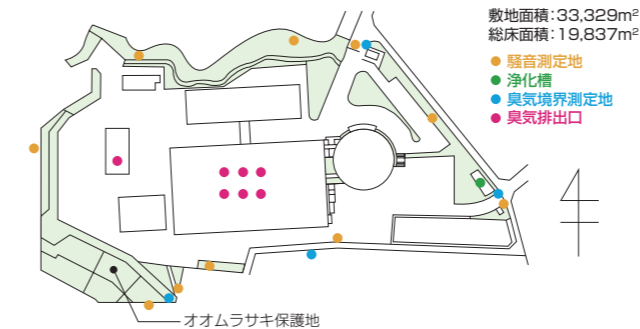 敷地面積:33,329m²
総床面積:19,837m²
騒音測定地
浄化槽
臭気境界測定地
臭気排出口
オオムラサキ保護地